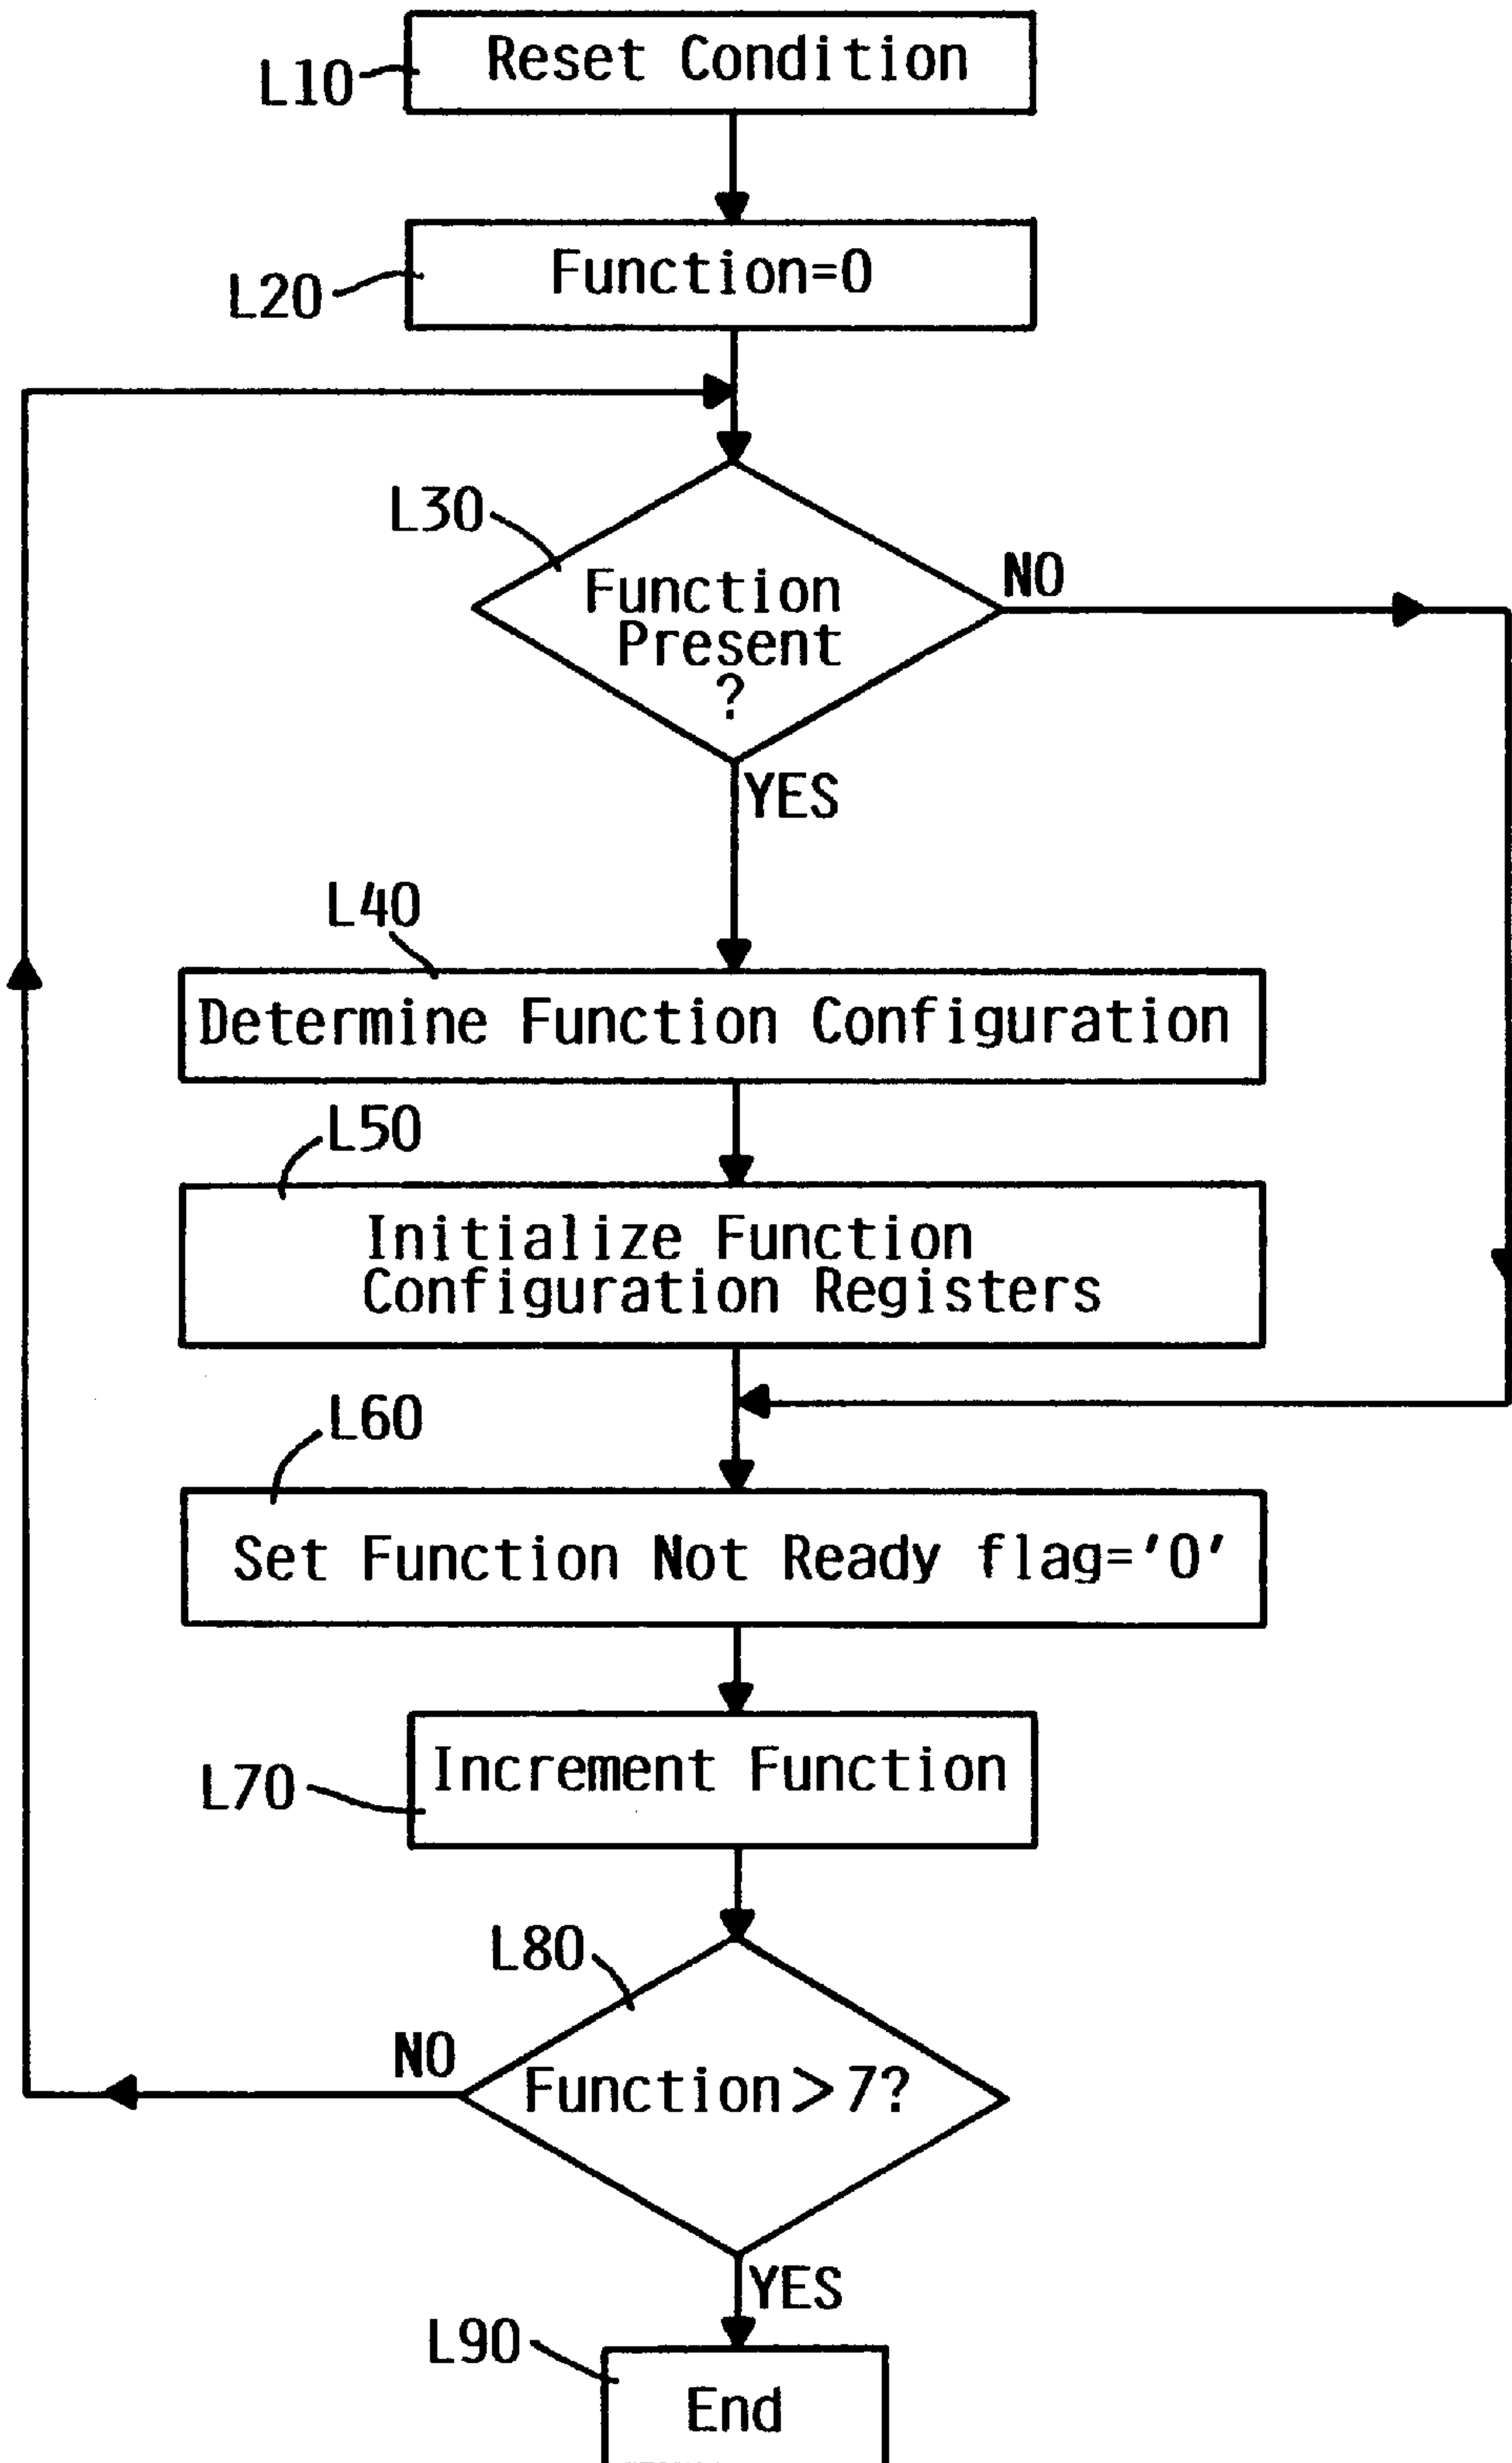 Reset Condition
L10
Function=0
L20
L30
Function
Present
?
NO
YES
L40
Determine Function Configuration
L50
Initialize Function
Configuration Registers
L60
Set Function Not Ready flag='0'
Increment Function
L70
L80
NO
Function>7?
YES
L90
End